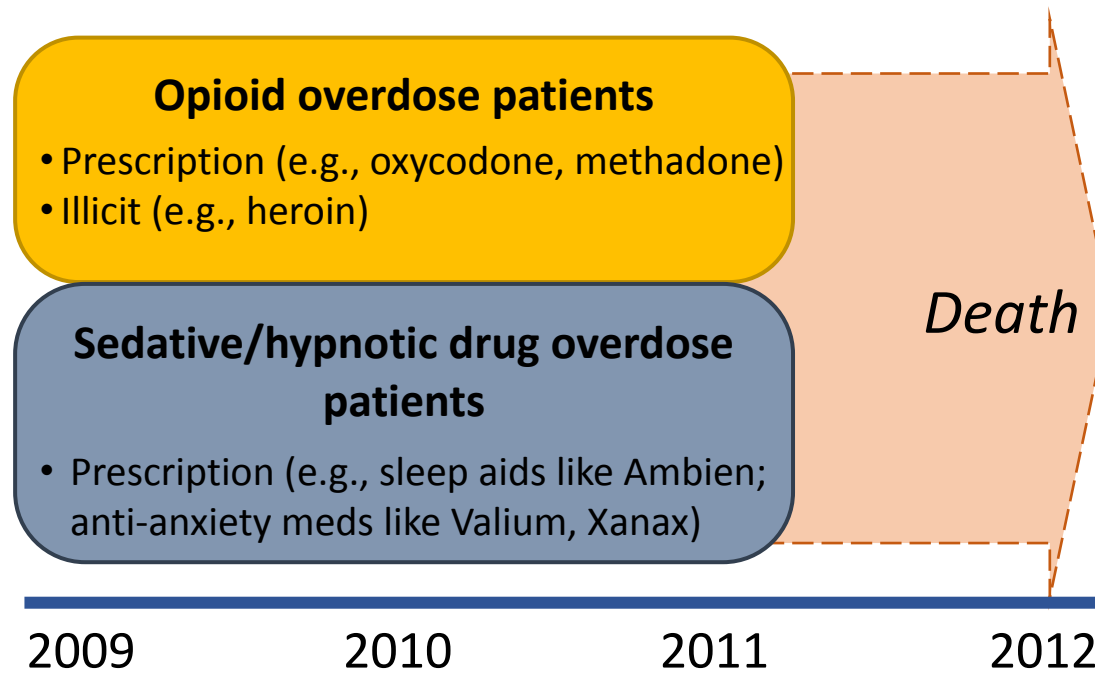 Opioid overdose patients
• Prescription (e.g., oxycodone, methadone)
• Illicit (e.g., heroin)
Sedative/hypnotic drug overdose
patients
• Prescription (e.g., sleep aids like Ambien;
anti-anxiety meds like Valium, Xanax)
Death
2009 2010 2011 2012